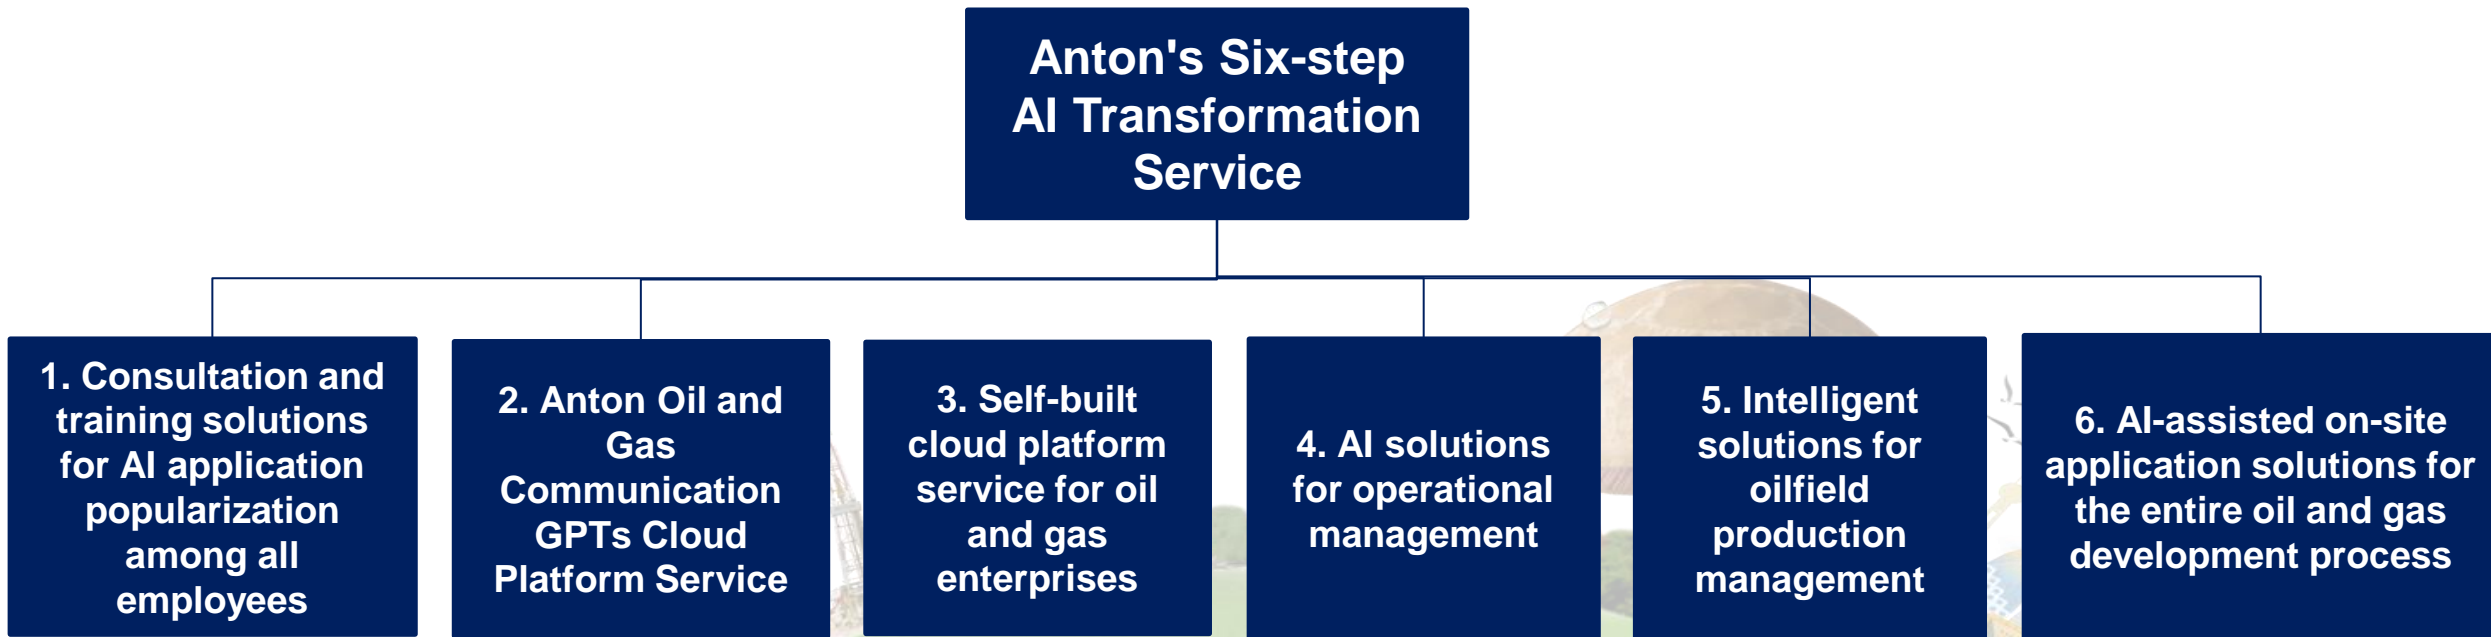 Anton's Six-step
AI Transformation
Service
1. Consultation and
training solutions
for AI application
popularization
among all
employees
2. Anton Oil and
Gas
Communication
GPTs Cloud
Platform Service
3. Self-built
cloud platform
service for oil
and gas
enterprises
4. AI solutions
for operational
management
5. Intelligent
solutions for
oilfield
production
management
6. AI-assisted on-site
application solutions for
the entire oil and gas
development process